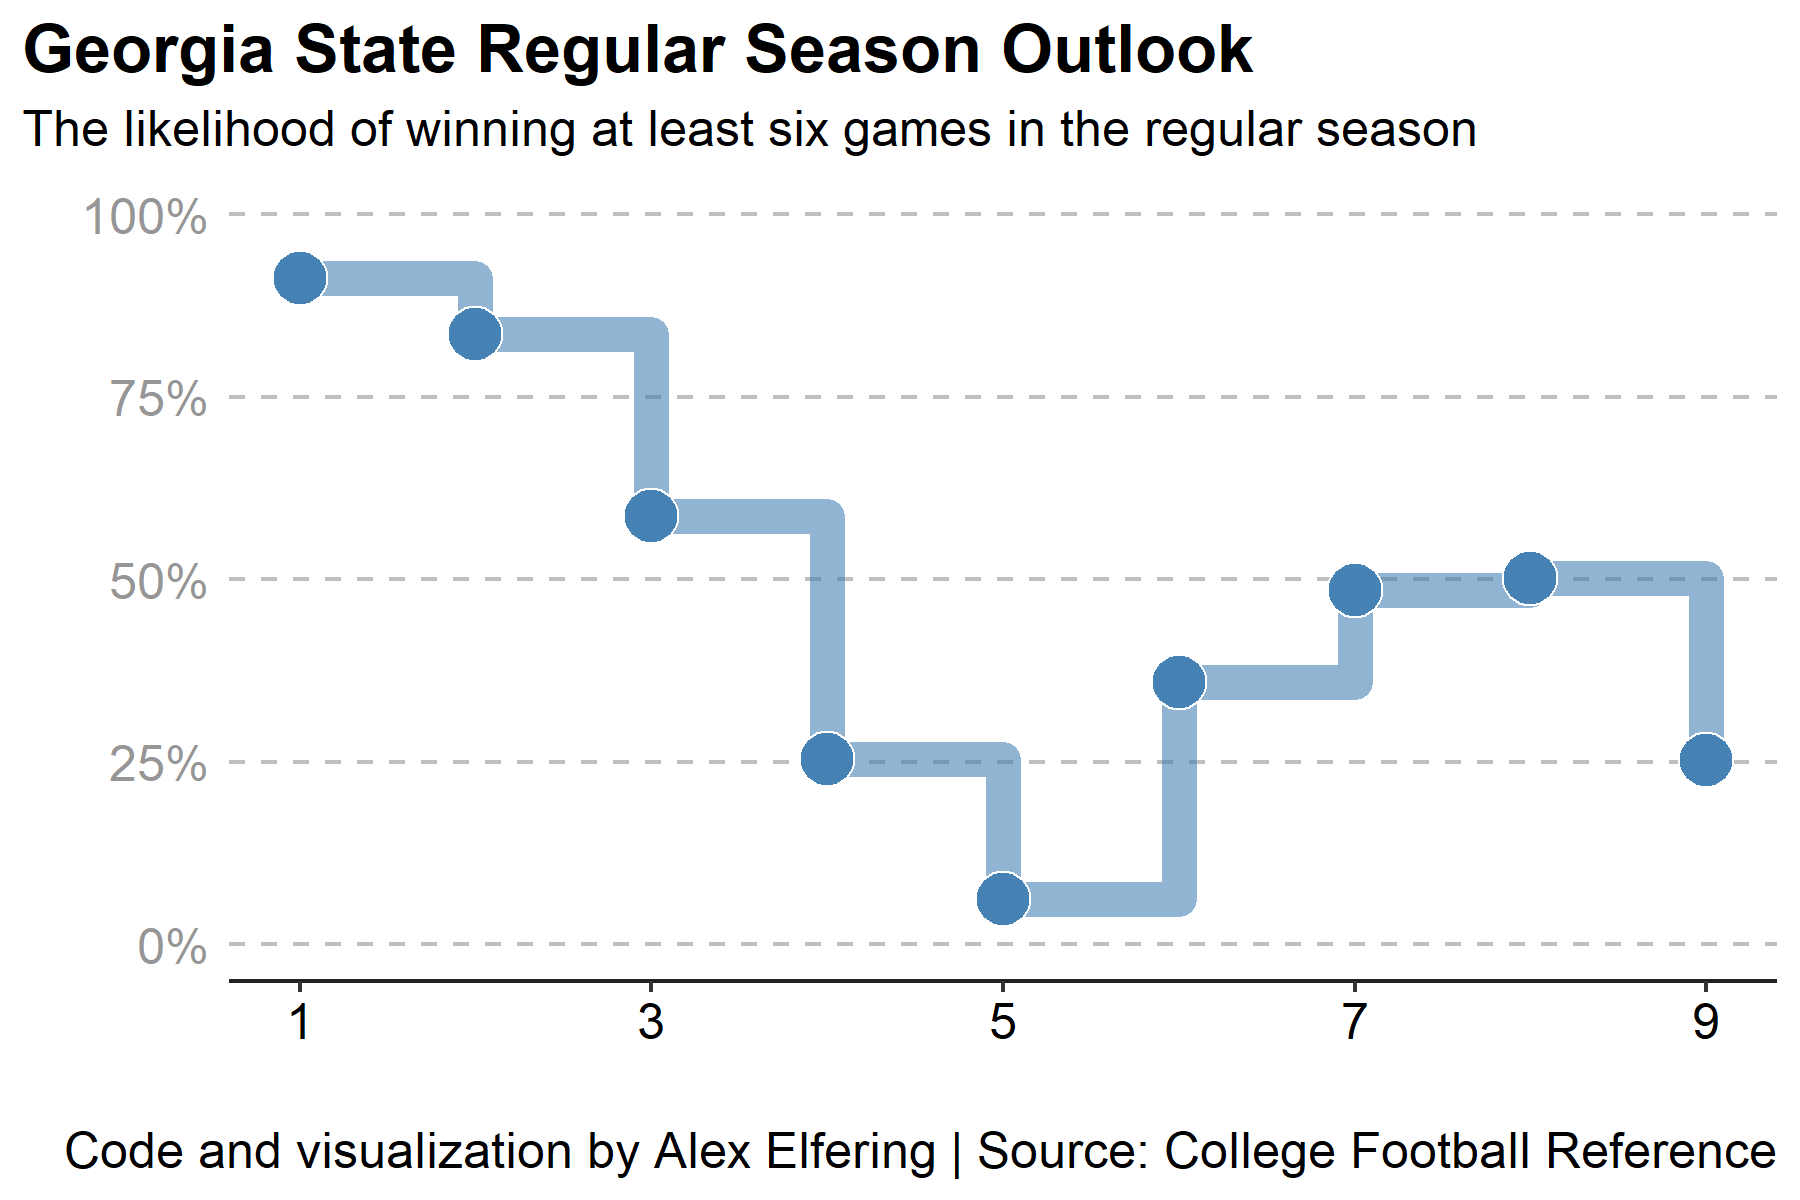 Georgia State Regular Season Outlook
The likelihood of winning at least six games in the regular season
100%
75%
50%
25%
0%
1 3 5 7 9
Code and visualization by Alex Elfering | Source: College Football Reference